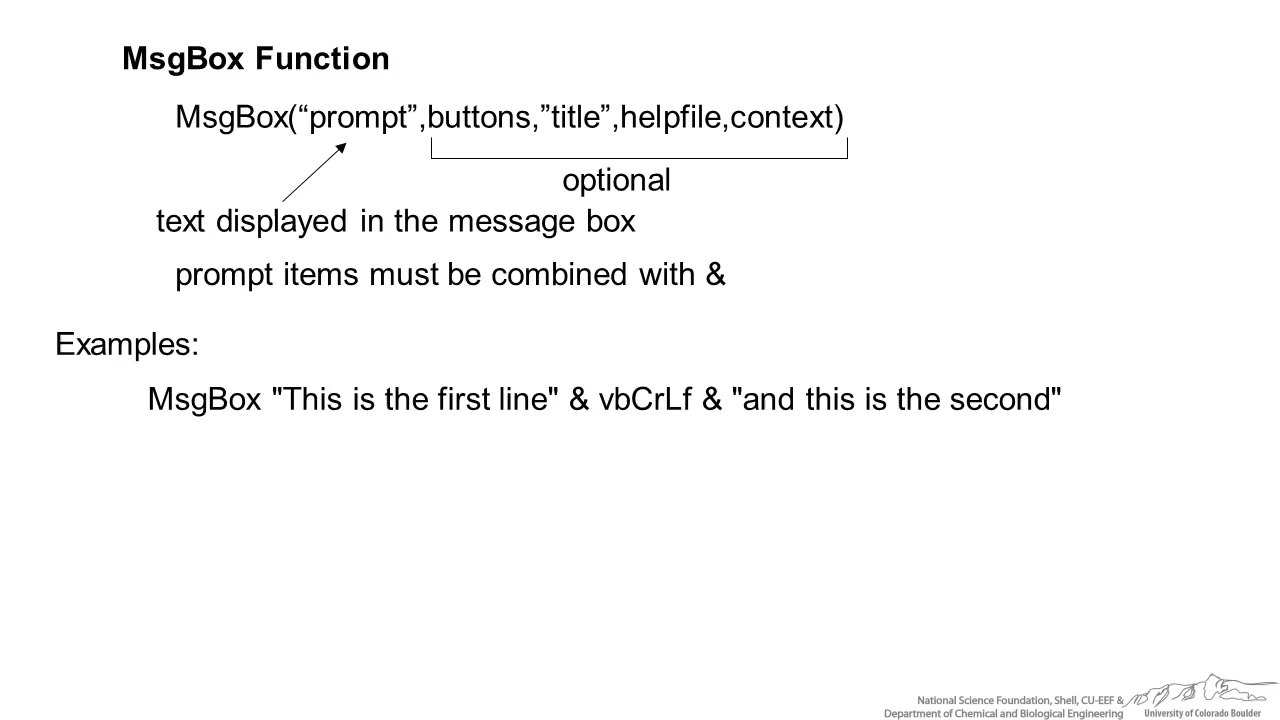 MsgBox Function
MsgBox(“prompt”,buttons,”title”,helpfile,context)
optional
text displayed in the message box
prompt items must be combined with &
Examples:
MsgBox "This is the first line" & vbCrLf & "and this is the second"
National Science Foundation, Shell, CU-EEF &
Department of Chemical and Biological Engineering
University of Colorado Boulder